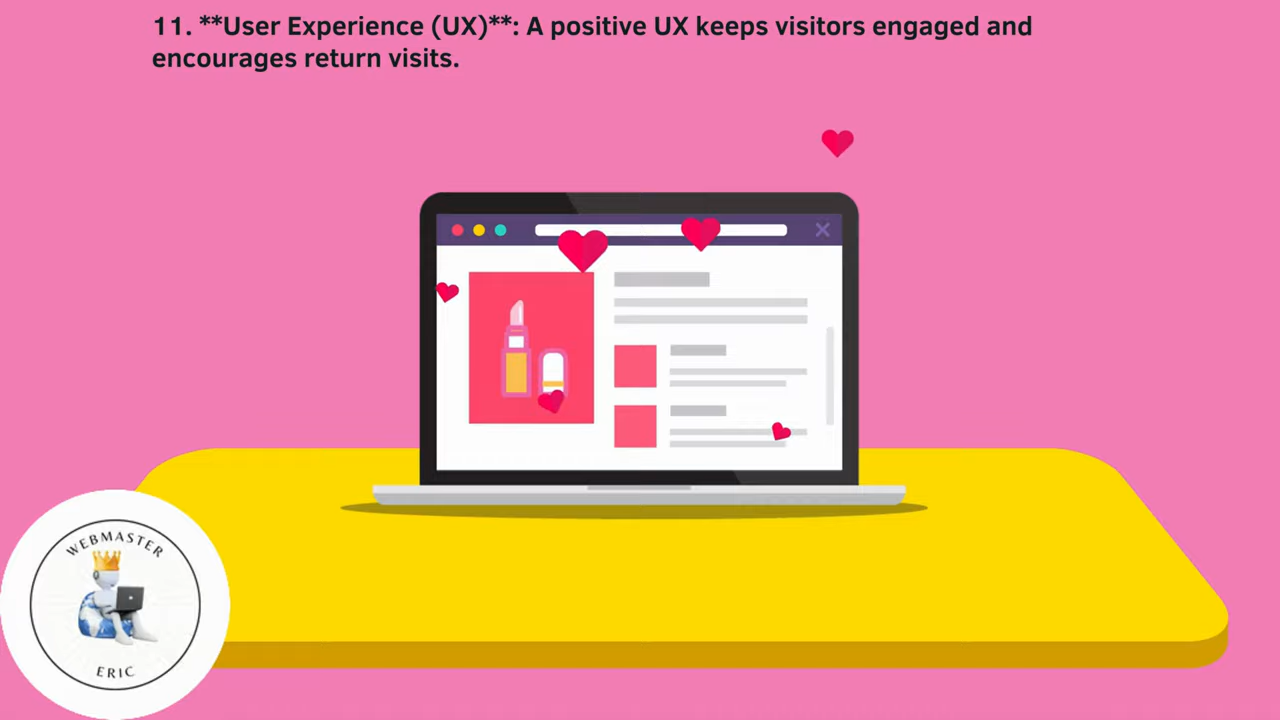 11. **User Experience (UX)**: A positive UX keeps visitors engaged and
encourages return visits.
WEBMASTER
ERIC